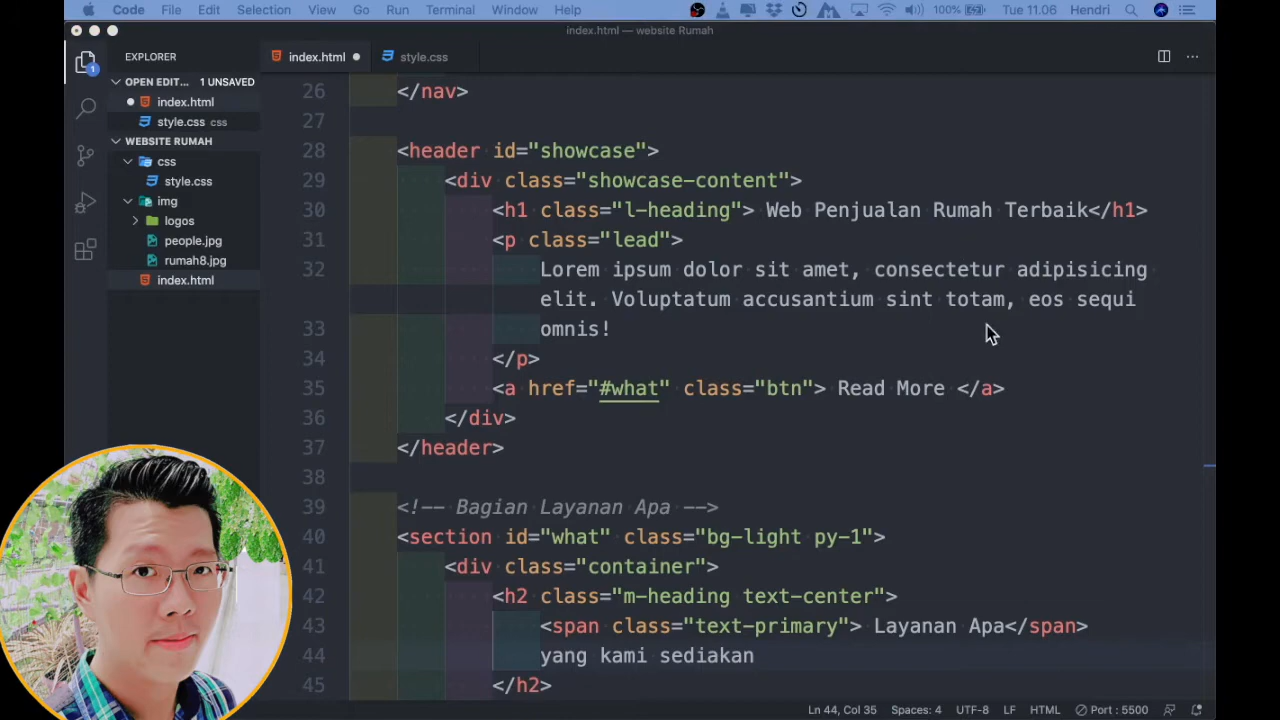 Code File Edit Selection View Go Run Terminal Window Help 100% Tue 11.06 Hendri
index.html — website Rumah
EXPLORER
index.html
style.css
OPEN EDIT... 1 UNSAVED
index.html
style.css css
WEBSITE RUMAH
css
style.css
img
logos
people.jpg
rumah8.jpg
index.html
1
26 </nav>
27
28 <header id="showcase">
29 <div class="showcase-content">
30 <h1 class="l-heading"> Web Penjualan Rumah Terbaik</h1>
31 <p class="lead">
32 Lorem ipsum dolor sit amet, consectetur adipisicing
elit. Voluptatum accusantium sint totam, eos sequi
33 omnis!
34 </p>
35 <a href="#what" class="btn"> Read More </a>
36 </div>
37 </header>
38
39 <!-- Bagian Layanan Apa -->
40 <section id="what" class="bg-light py-1">
41 <div class="container">
42 <h2 class="m-heading text-center">
43 <span class="text-primary"> Layanan Apa</span>
44 yang kami sediakan
45 </h2>
Ln 44, Col 35 Spaces: 4 UTF-8 LF HTML Port : 5500